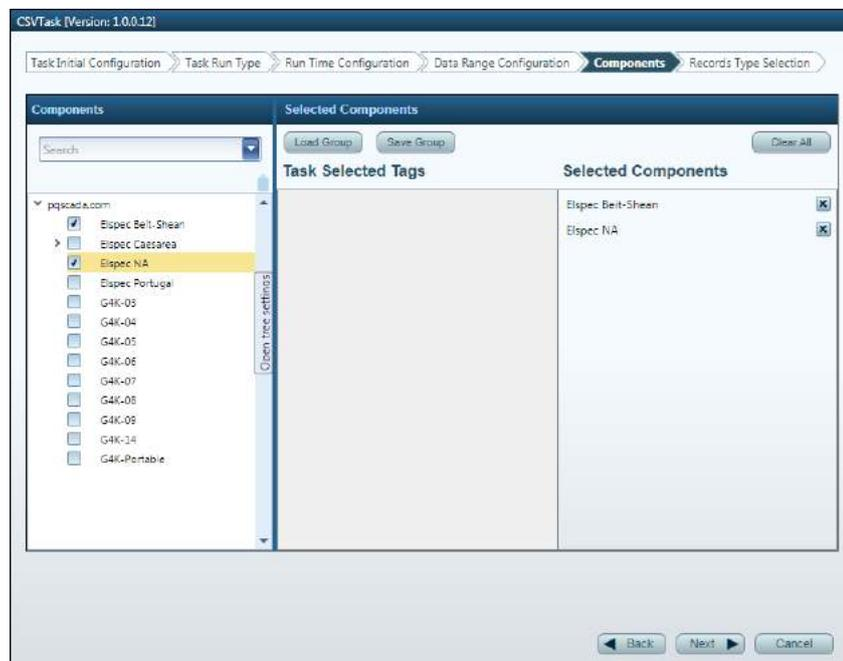 CSVTask [Version: 1.0.0.12]
Task Initial Configuration Task Run Type Run Time Configuration Data Range Configuration Components Records Type Selection
Components
Search
pqscada.com
Elspec Beit-Shean
Elspec Caesarea
Elspec NA
Elspec Portugal
G4K-03
G4K-04
G4K-05
G4K-06
G4K-07
G4K-08
G4K-09
G4K-14
G4K-Portable
Open tree settings
Selected Components
Load Group Save Group Clear All
Task Selected Tags
Selected Components
Elspec Beit-Shean
Elspec NA
Back Next Cancel